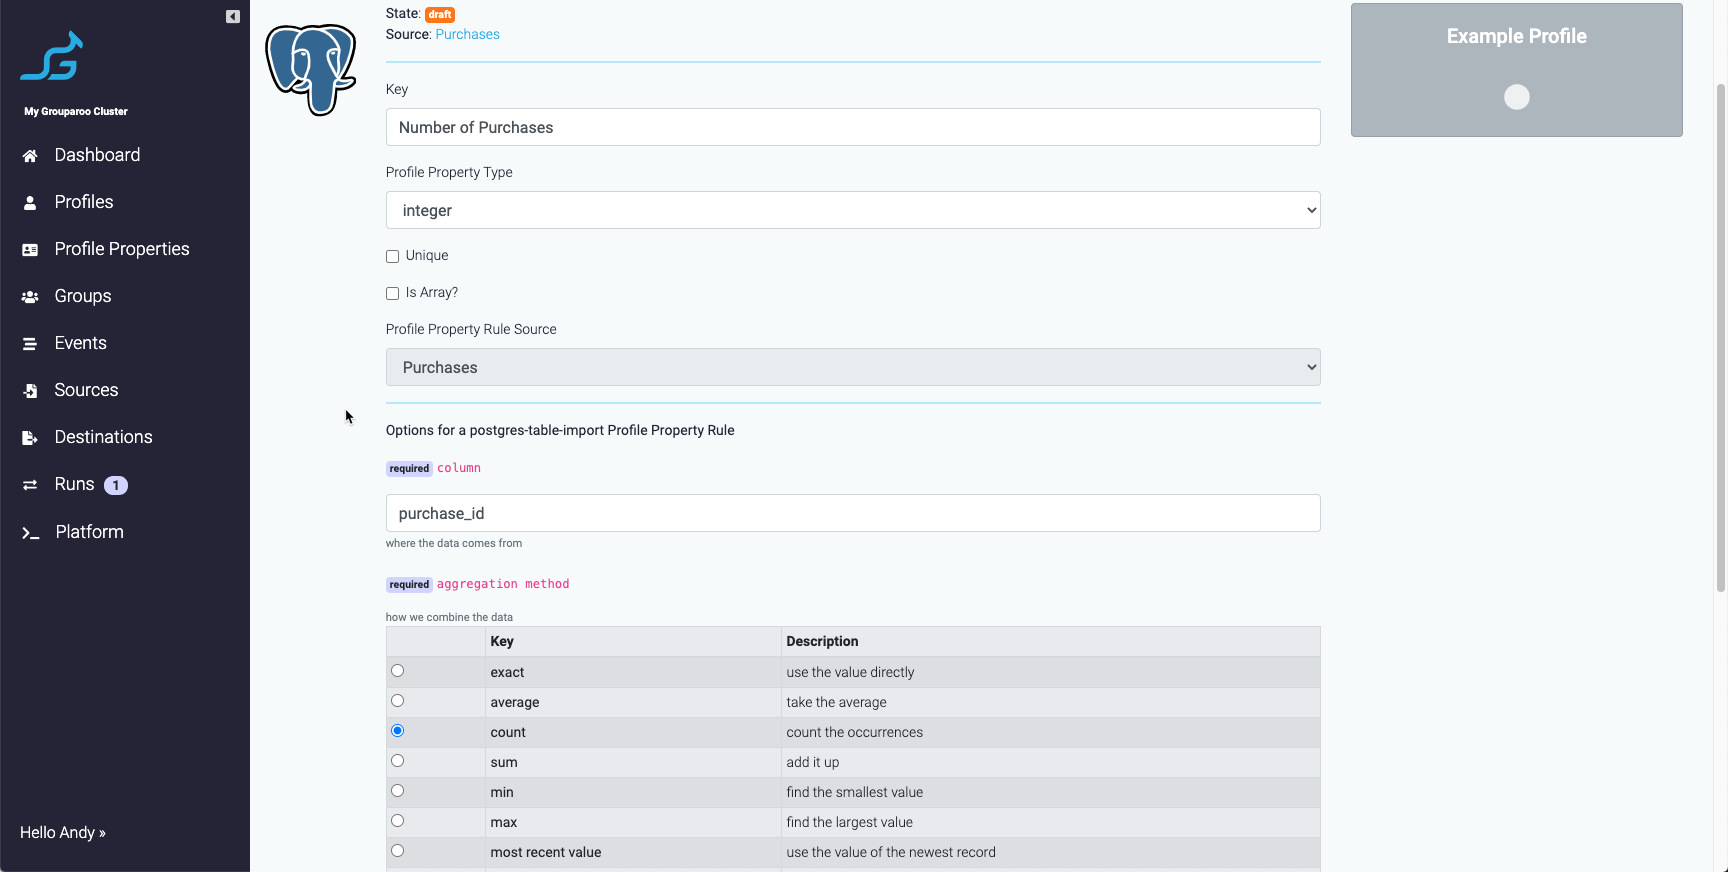 My Grouparoo Cluster
Dashboard
Profiles
Profile Properties
Groups
Events
Sources
Destinations
Runs 1
Platform
Hello Andy »
State: draft
Source: Purchases
Key
Number of Purchases
Profile Property Type
integer
Unique
Is Array?
Profile Property Rule Source
Purchases
Options for a postgres-table-import Profile Property Rule
required column
purchase_id
where the data comes from
required aggregation method
how we combine the data
Key Description
exact use the value directly
average take the average
count count the occurrences
sum add it up
min find the smallest value
max find the largest value
most recent value use the value of the newest record
Example Profile